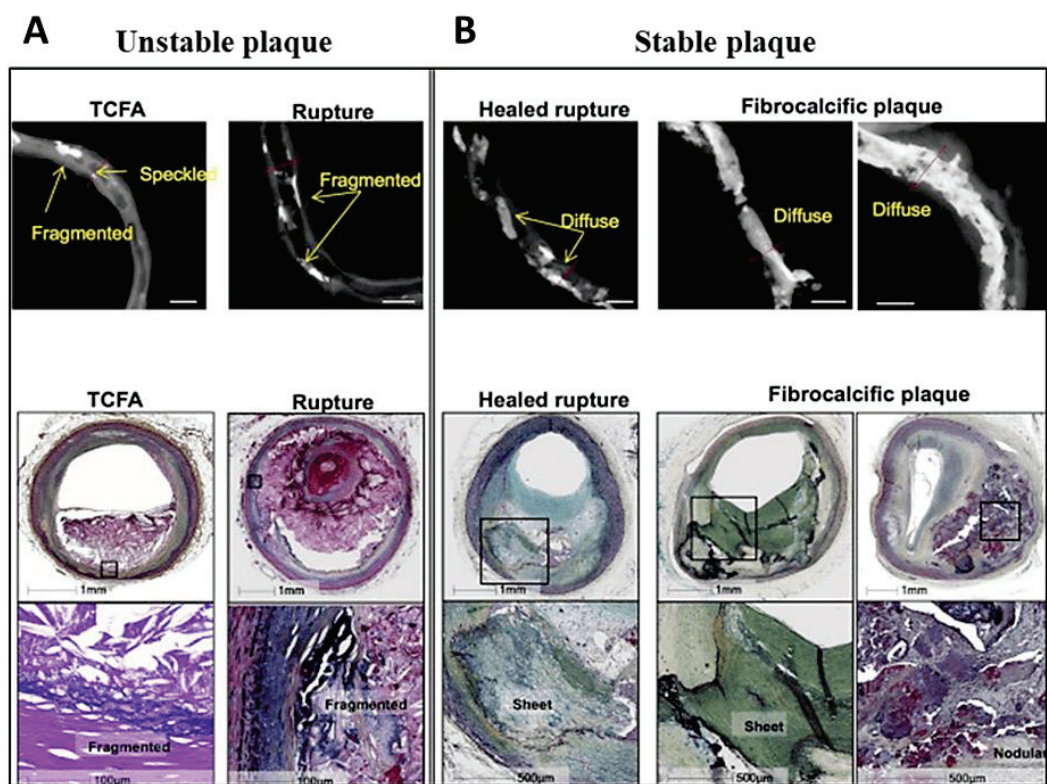 A
Unstable plaque
B
Stable plaque
TCFA
Rupture
Healed rupture
Fibrocalcific plaque
Speckled
Fragmented
Fragmented
Diffuse
Diffuse
Diffuse
TCFA
Rupture
Healed rupture
Fibrocalcific plaque
1mm
1mm
1mm
1mm
1mm
Fragmented
100µm
Fragmented
100µm
Sheet
500µm
Sheet
500µm
Nodular
500µm